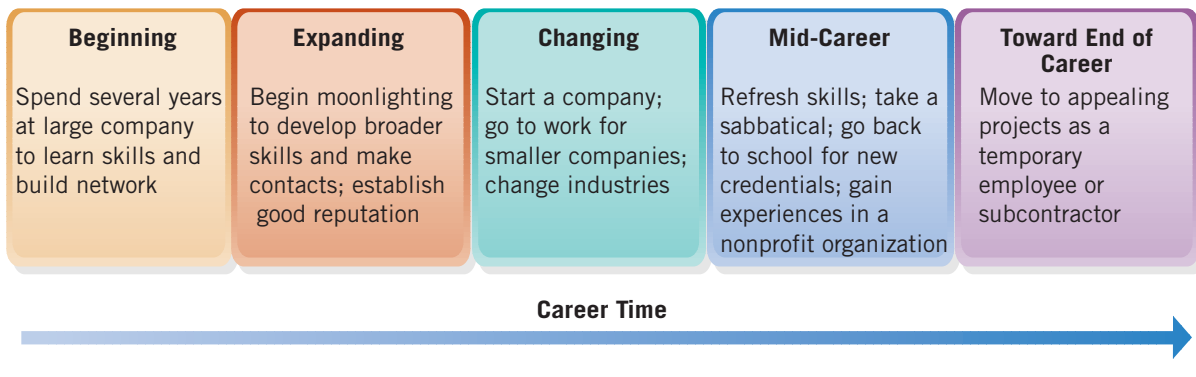 Beginning
Spend several years
at large company
to learn skills and
build network
Expanding
Begin moonlighting
to develop broader
skills and make
contacts; establish
good reputation
Changing
Start a company;
go to work for
smaller companies;
change industries
Mid-Career
Refresh skills; take a
sabbatical; go back
to school for new
credentials; gain
experiences in a
nonprofit organization
Toward End of
Career
Move to appealing
projects as a
temporary
employee or
subcontractor
Career Time